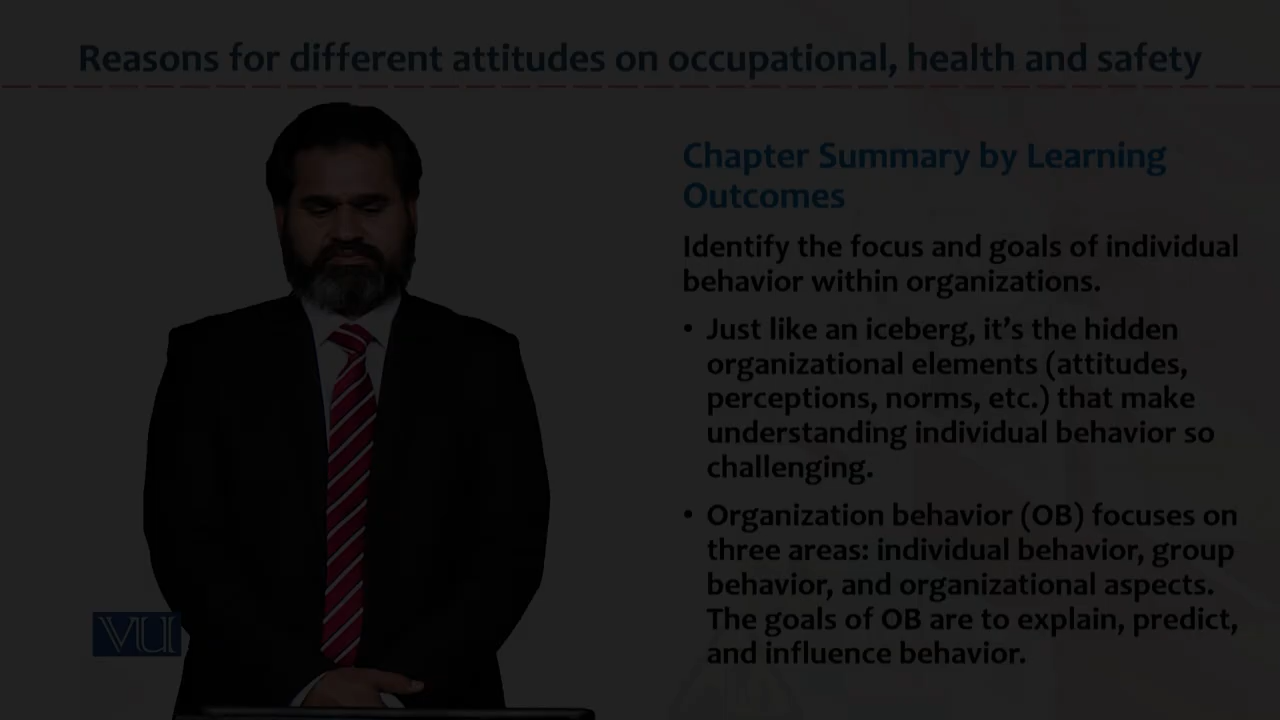 Reasons for different attitudes on occupational, health and safety
Chapter Summary by Learning
Outcomes
Identify the focus and goals of individual
behavior within organizations.
• Just like an iceberg, it’s the hidden
organizational elements (attitudes,
perceptions, norms, etc.) that make
understanding individual behavior so
challenging.
• Organization behavior (OB) focuses on
three areas: individual behavior, group
behavior, and organizational aspects.
The goals of OB are to explain, predict,
and influence behavior.
VU